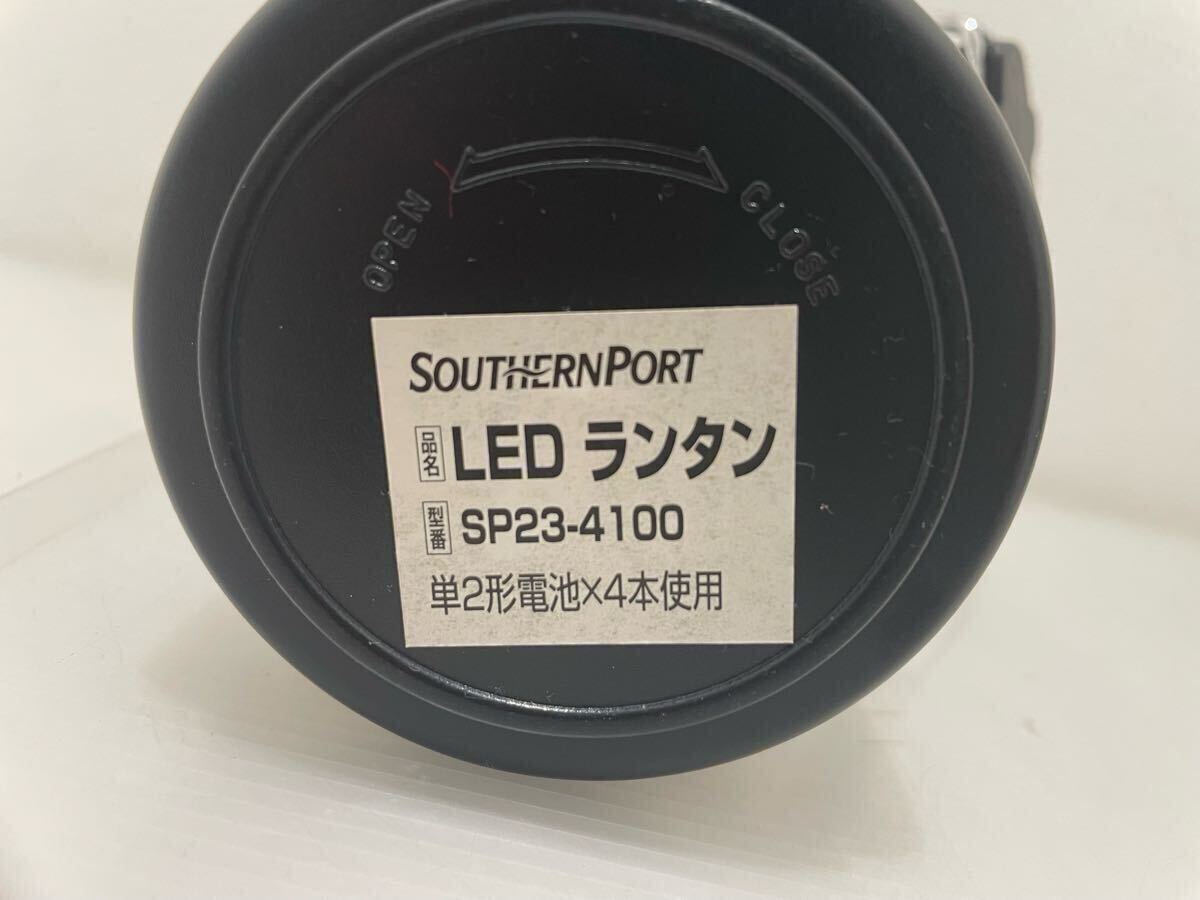 OPEN CLOSE
SOUTHERNPORT
品名 LED ランタン
型番 SP23-4100
単2形電池×4本使用